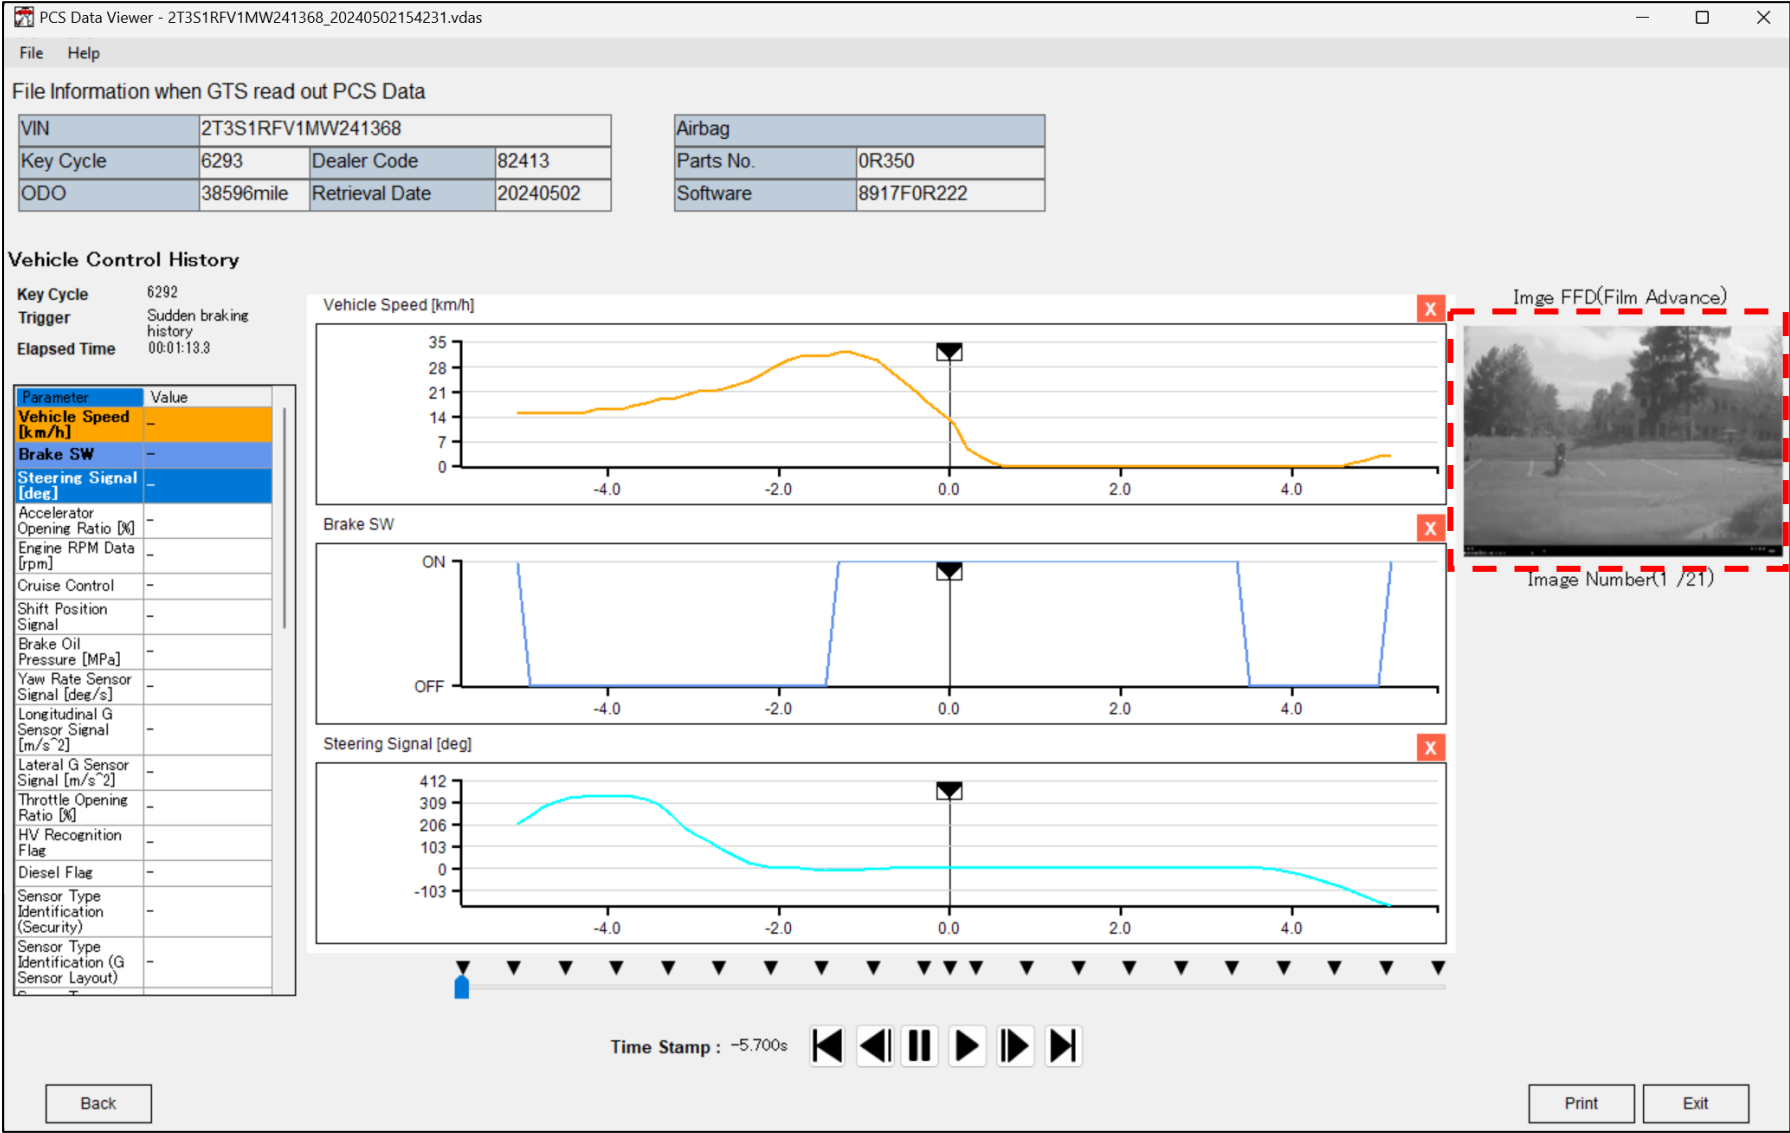 PCS Data Viewer - 2T3S1RFV1MW241368_20240502154231.vdas
File Help
File Information when GTS read out PCS Data
VIN 2T3S1RFV1MW241368
Key Cycle 6293 Dealer Code 82413
ODO 38596mile Retrieval Date 20240502
Airbag
Parts No. 0R350
Software 8917F0R222
Vehicle Control History
Key Cycle 6292
Trigger Sudden braking
history
Elapsed Time 00:01:13.3
Parameter Value
Vehicle Speed
[km/h] -
Brake SW -
Steering Signal
[deg] -
Accelerator
Opening Ratio [%] -
Engine RPM Data
[rpm] -
Cruise Control -
Shift Position
Signal -
Brake Oil
Pressure [MPa] -
Yaw Rate Sensor
Signal [deg/s] -
Longitudinal G
Sensor Signal
[m/s^2] -
Lateral G Sensor
Signal [m/s^2] -
Throttle Opening
Ratio [%] -
HV Recognition
Flag -
Diesel Flag -
Sensor Type
Identification
(Security) -
Sensor Type
Identification (G
Sensor Layout) -
Vehicle Speed [km/h]
X
35
28
21
14
7
0
-4.0 -2.0 0.0 2.0 4.0
Brake SW
X
ON
OFF
-4.0 -2.0 0.0 2.0 4.0
Steering Signal [deg]
X
412
309
206
103
0
-103
-4.0 -2.0 0.0 2.0 4.0
Imge FFD(Film Advance)
Image Number(1 /21)
Time Stamp : -5.700s
Back
Print
Exit